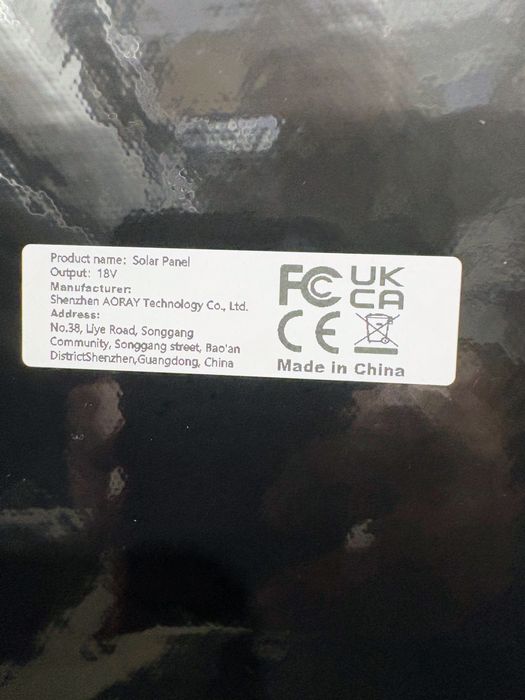 Product name: Solar Panel
Output: 18V
Manufacturer:
Shenzhen AORAY Technology Co., Ltd.
Address:
No.38, Liye Road, Songgang
Community, Songgang street, Bao'an
DistrictShenzhen,Guangdong, China
FC
UK
CA
CE
Made in China